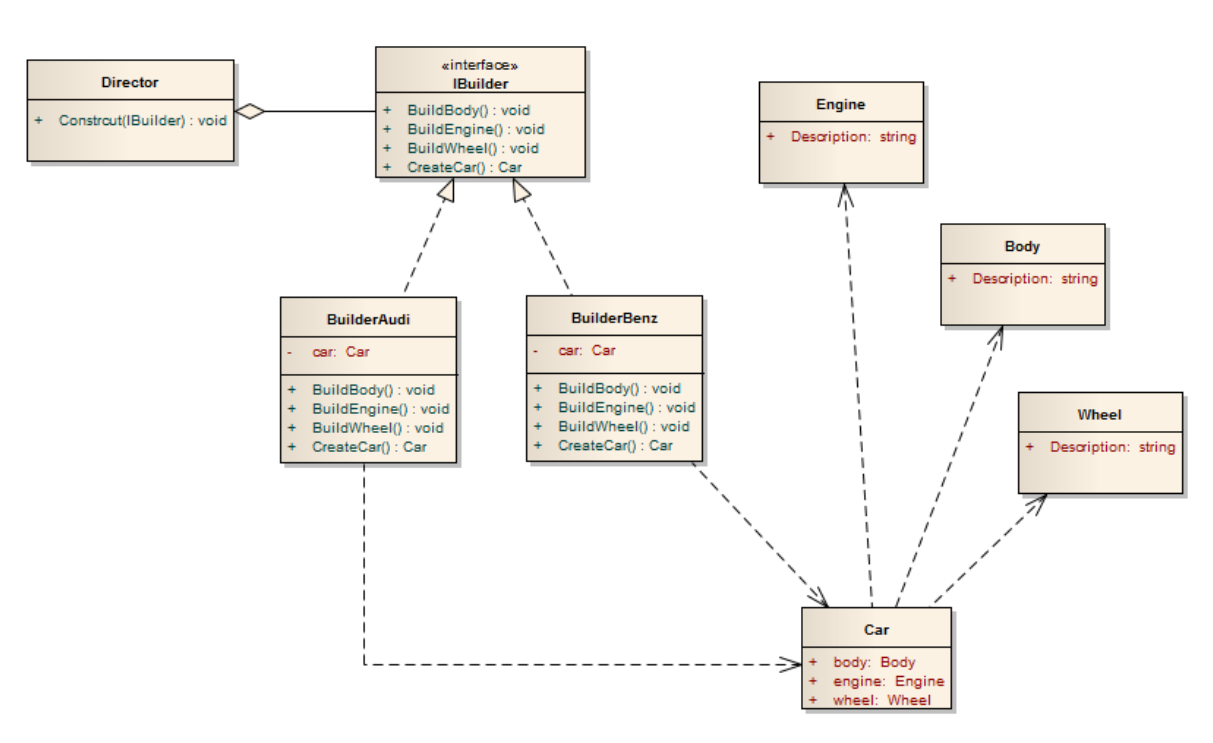 Director
+ Constrcut(IBuilder) : void
«interface»
IBuilder
+ BuildBody() : void
+ BuildEngine() : void
+ BuildWheel() : void
+ CreateCar() : Car
Engine
+ Description: string
Body
+ Description: string
Wheel
+ Description: string
BuilderAudi
- car: Car
+ BuildBody() : void
+ BuildEngine() : void
+ BuildWheel() : void
+ CreateCar() : Car
BuilderBenz
- car: Car
+ BuildBody() : void
+ BuildEngine() : void
+ BuildWheel() : void
+ CreateCar() : Car
Car
+ body: Body
+ engine: Engine
+ wheel: Wheel